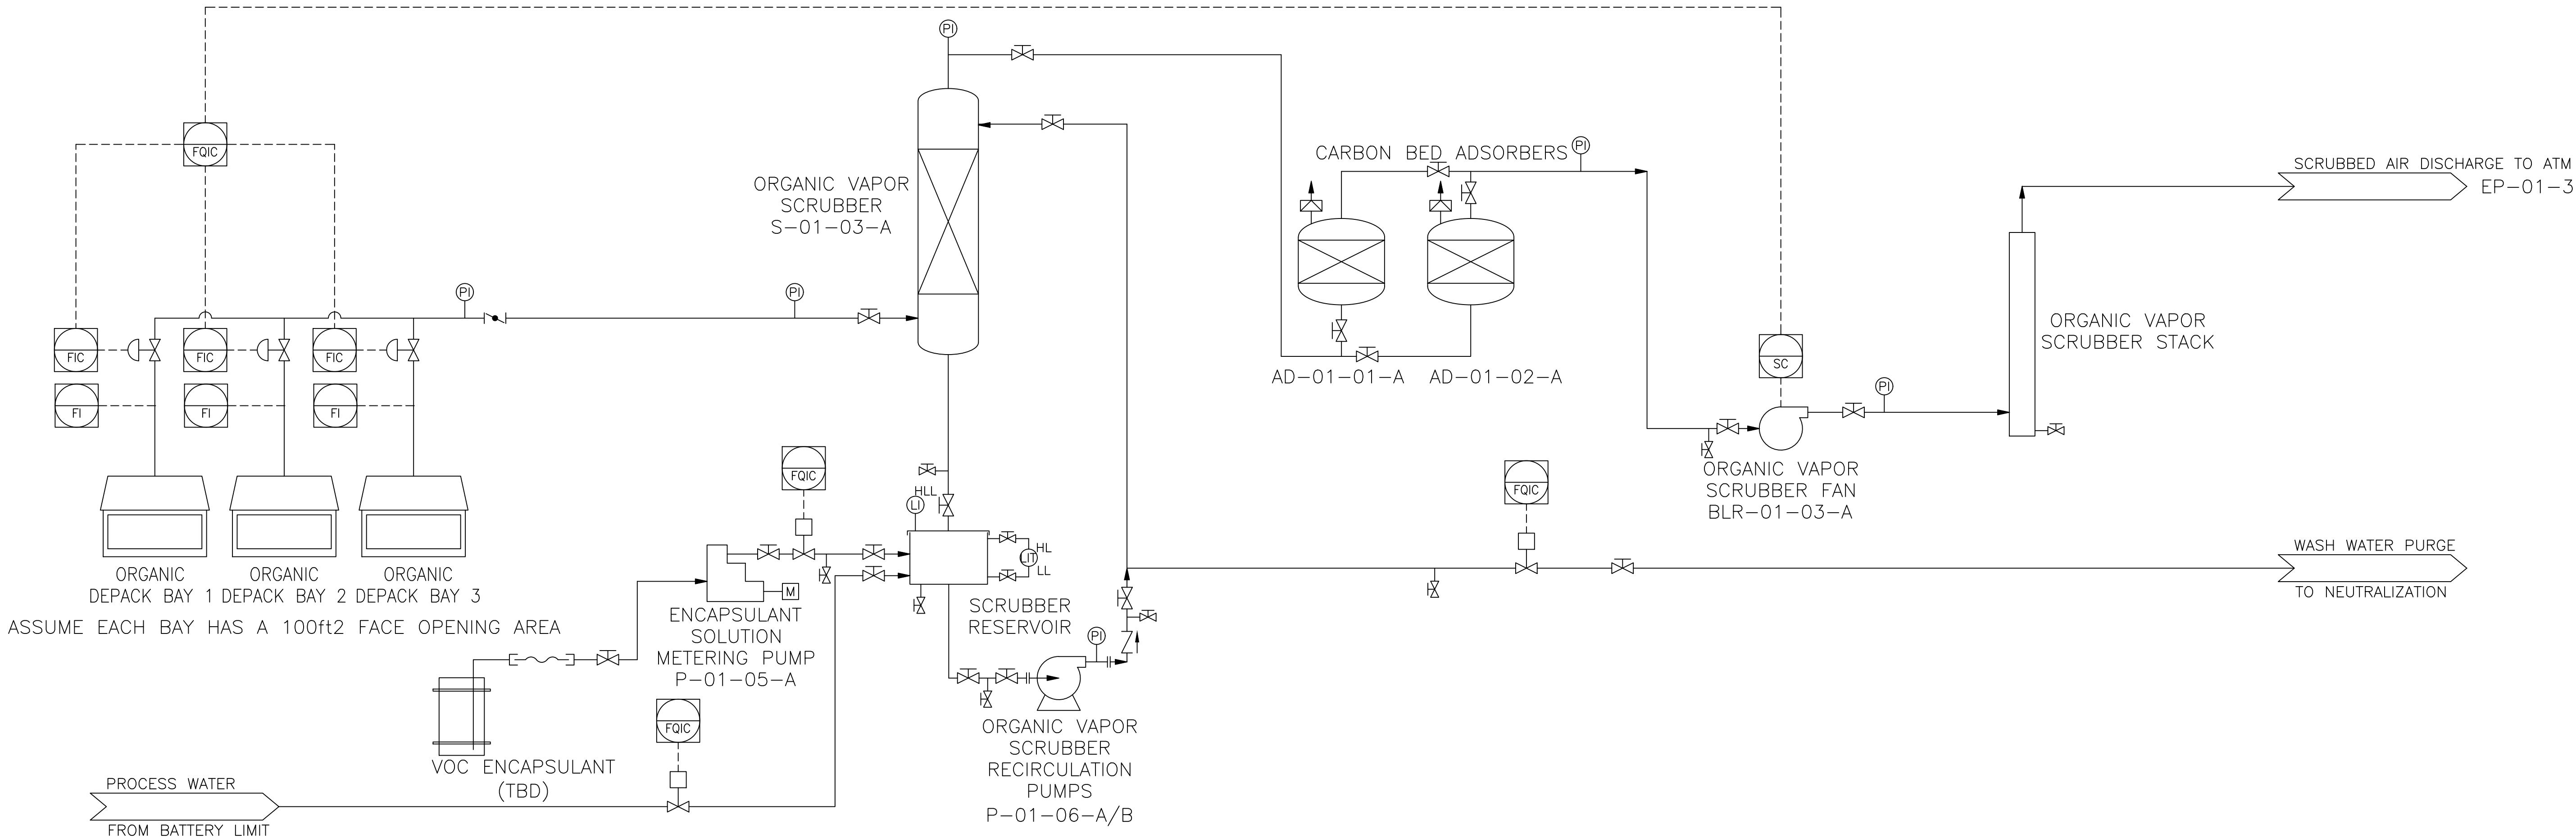 PI
FQIC
CARBON BED ADSORBERS
PI
SCRUBBED AIR DISCHARGE TO ATM
EP-01-3
ORGANIC VAPOR
SCRUBBER
S-01-03-A
PI
PI
FIC
FIC
FIC
FI
FI
FI
AD-01-01-A
AD-01-02-A
SC
PI
ORGANIC VAPOR
SCRUBBER STACK
ORGANIC VAPOR
SCRUBBER FAN
BLR-01-03-A
FQIC
FQIC
HLL
LI
HL
LIT
LL
ORGANIC
DEPACK BAY 1
ORGANIC
DEPACK BAY 2
ORGANIC
DEPACK BAY 3
ASSUME EACH BAY HAS A 100ft2 FACE OPENING AREA
M
ENCAPSULANT
SOLUTION
METERING PUMP
P-01-05-A
SCRUBBER
RESERVOIR
PI
WASH WATER PURGE
TO NEUTRALIZATION
FQIC
VOC ENCAPSULANT
(TBD)
ORGANIC VAPOR
SCRUBBER
RECIRCULATION
PUMPS
P-01-06-A/B
PROCESS WATER
FROM BATTERY LIMIT